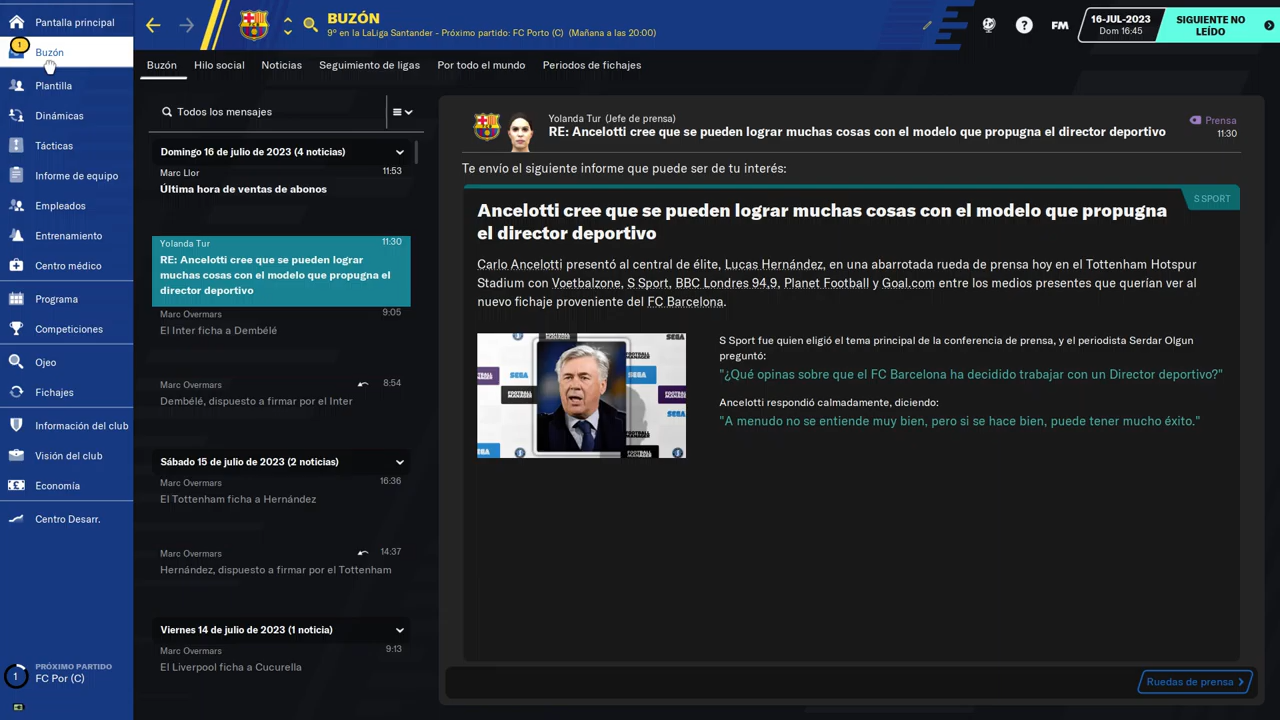 Pantalla principal
1
Buzón
Plantilla
Dinámicas
Tácticas
Informe de equipo
Empleados
Entrenamiento
Centro médico
Programa
Competiciones
Ojeo
Fichajes
Información del club
Visión del club
Economía
Centro Desarr.
1
PRÓXIMO PARTIDO
FC Por (C)
BUZÓN
9º en la LaLiga Santander - Próximo partido: FC Porto (C) (Mañana a las 20:00)
FM
16-JUL-2023
Dom 16:45
SIGUIENTE NO
LEÍDO
Buzón
Hilo social
Noticias
Seguimiento de ligas
Por todo el mundo
Periodos de fichajes
Todos los mensajes
Domingo 16 de julio de 2023 (4 noticias)
Marc Llor 11:53
Última hora de ventas de abonos
Yolanda Tur 11:30
RE: Ancelotti cree que se pueden lograr
muchas cosas con el modelo que propugna el
director deportivo
Marc Overmars 9:05
El Inter ficha a Dembélé
Marc Overmars 8:54
Dembélé, dispuesto a firmar por el Inter
Sábado 15 de julio de 2023 (2 noticias)
Marc Overmars 16:36
El Tottenham ficha a Hernández
Marc Overmars 14:37
Hernández, dispuesto a firmar por el Tottenham
Viernes 14 de julio de 2023 (1 noticia)
Marc Overmars 9:13
El Liverpool ficha a Cucurella
Yolanda Tur (Jefe de prensa)
RE: Ancelotti cree que se pueden lograr muchas cosas con el modelo que propugna el director deportivo
Prensa
11:30
Te envío el siguiente informe que puede ser de tu interés:
S SPORT
Ancelotti cree que se pueden lograr muchas cosas con el modelo que propugna
el director deportivo
Carlo Ancelotti presentó al central de élite, Lucas Hernández, en una abarrotada rueda de prensa hoy en el Tottenham Hotspur
Stadium con Voetbalzone, S Sport, BBC Londres 94,9, Planet Football y Goal.com entre los medios presentes que querían ver al
nuevo fichaje proveniente del FC Barcelona.
SEGA
SEGA
SEGA
S Sport fue quien eligió el tema principal de la conferencia de prensa, y el periodista Serdar Olgun
preguntó:
"¿Qué opinas sobre que el FC Barcelona ha decidido trabajar con un Director deportivo?"
Ancelotti respondió calmadamente, diciendo:
"A menudo no se entiende muy bien, pero si se hace bien, puede tener mucho éxito."
Ruedas de prensa